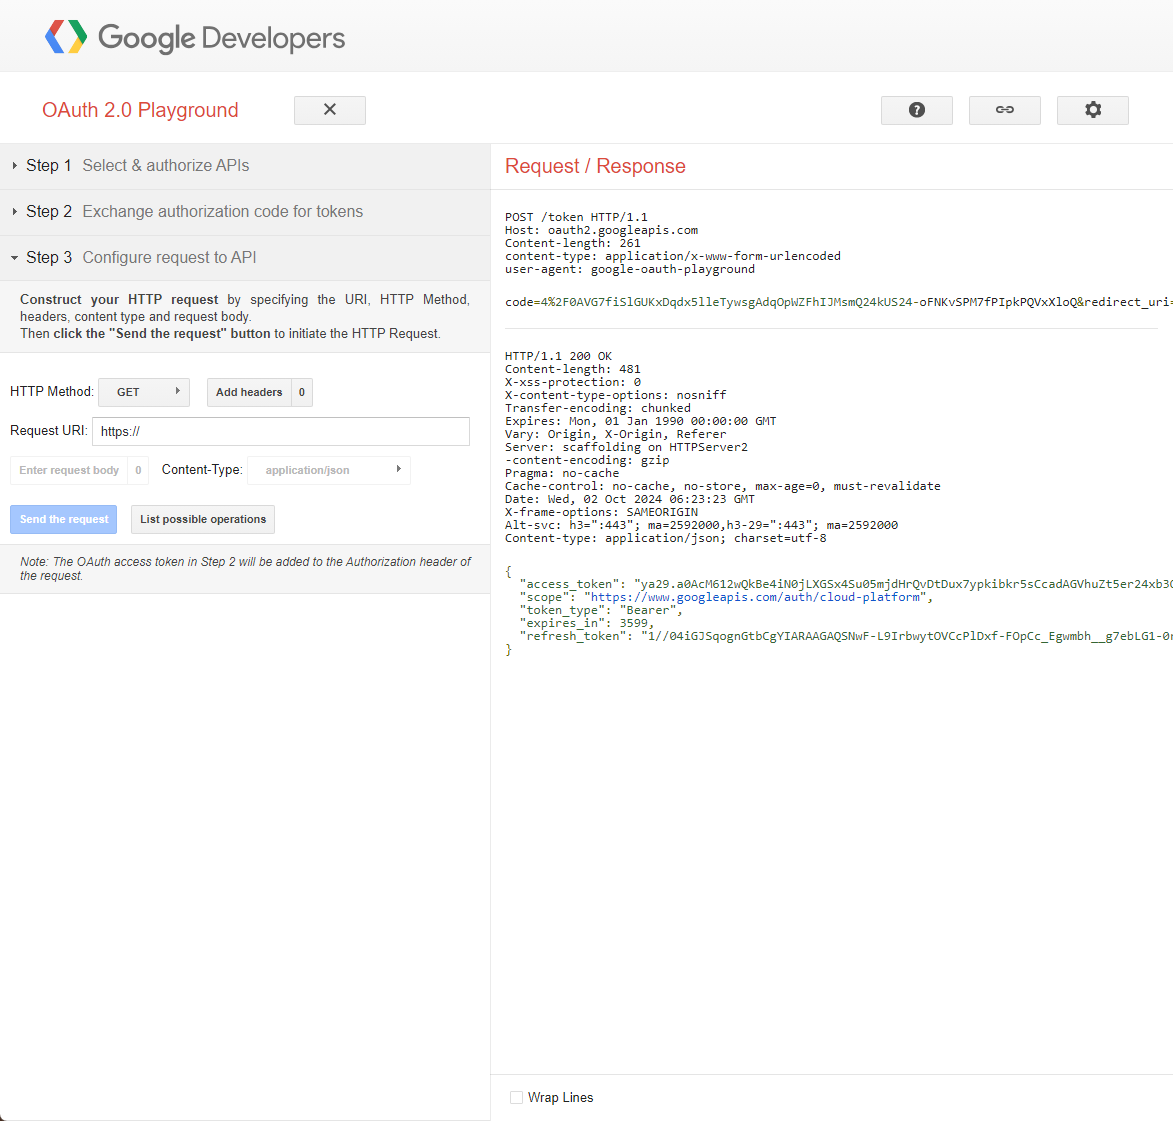 Google Developers
OAuth 2.0 Playground
Step 1 Select & authorize APIs
Step 2 Exchange authorization code for tokens
Step 3 Configure request to API
Construct your HTTP request by specifying the URI, HTTP Method,
headers, content type and request body.
Then click the "Send the request" button to initiate the HTTP Request.
HTTP Method: GET Add headers 0
Request URI: https://
Enter request body 0 Content-Type: application/json
Send the request List possible operations
Note: The OAuth access token in Step 2 will be added to the Authorization header of
the request.
Request / Response
POST /token HTTP/1.1
Host: oauth2.googleapis.com
Content-length: 261
content-type: application/x-www-form-urlencoded
user-agent: google-oauth-playground
code=4%2F0AVG7fiSlGUKxDqdx5lleTywsgAdqOpWZFhIJMsmQ24kUS24-oFNKvSPM7fPIpkPQVxXloQ&redirect_uri=
HTTP/1.1 200 OK
Content-length: 481
X-xss-protection: 0
X-content-type-options: nosniff
Transfer-encoding: chunked
Expires: Mon, 01 Jan 1990 00:00:00 GMT
Vary: Origin, X-Origin, Referer
Server: scaffolding on HTTPServer2
-content-encoding: gzip
Pragma: no-cache
Cache-control: no-cache, no-store, max-age=0, must-revalidate
Date: Wed, 02 Oct 2024 06:23:23 GMT
X-frame-options: SAMEORIGIN
Alt-svc: h3=":443"; ma=2592000,h3-29=":443"; ma=2592000
Content-type: application/json; charset=utf-8
{
"access_token": "ya29.a0AcM612wQkBe4iN0jLXGSx4Su05mjdHrQvDtDux7ypkibkr5sCcadAGVhuZt5er24xb3
"scope": "https://www.googleapis.com/auth/cloud-platform",
"token_type": "Bearer",
"expires_in": 3599,
"refresh_token": "1//04iGJSqognGtbCgYIARAAGAQSNwF-L9IrbwytOVCcPlDxf-FOpCc_Egwmbh__g7ebLG1-0
}
Wrap Lines